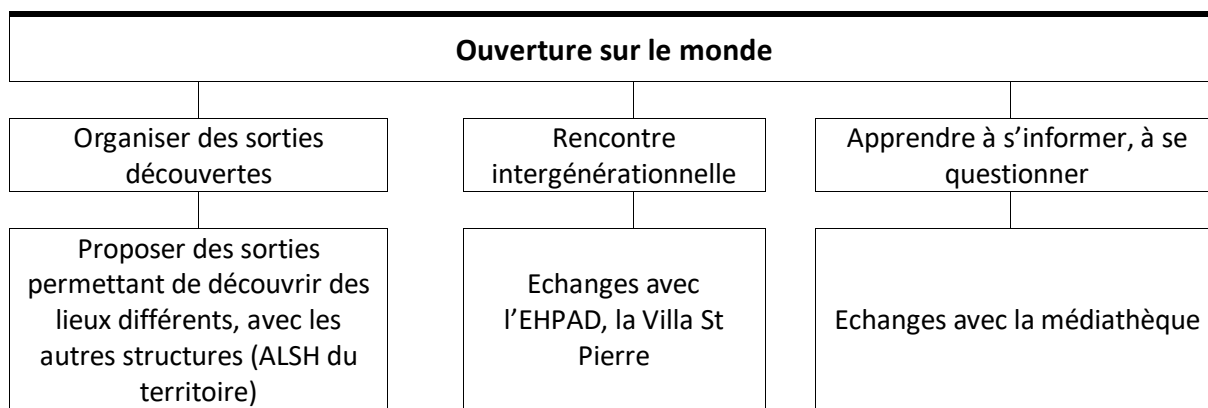 Ouverture sur le monde
Organiser des sorties
découvertes
Rencontre
intergénérationnelle
Apprendre à s’informer, à se
questionner
Proposer des sorties
permettant de découvrir des
lieux différents, avec les
autres structures (ALSH du
territoire)
Echanges avec
l’EHPAD, la Villa St
Pierre
Echanges avec la médiathèque